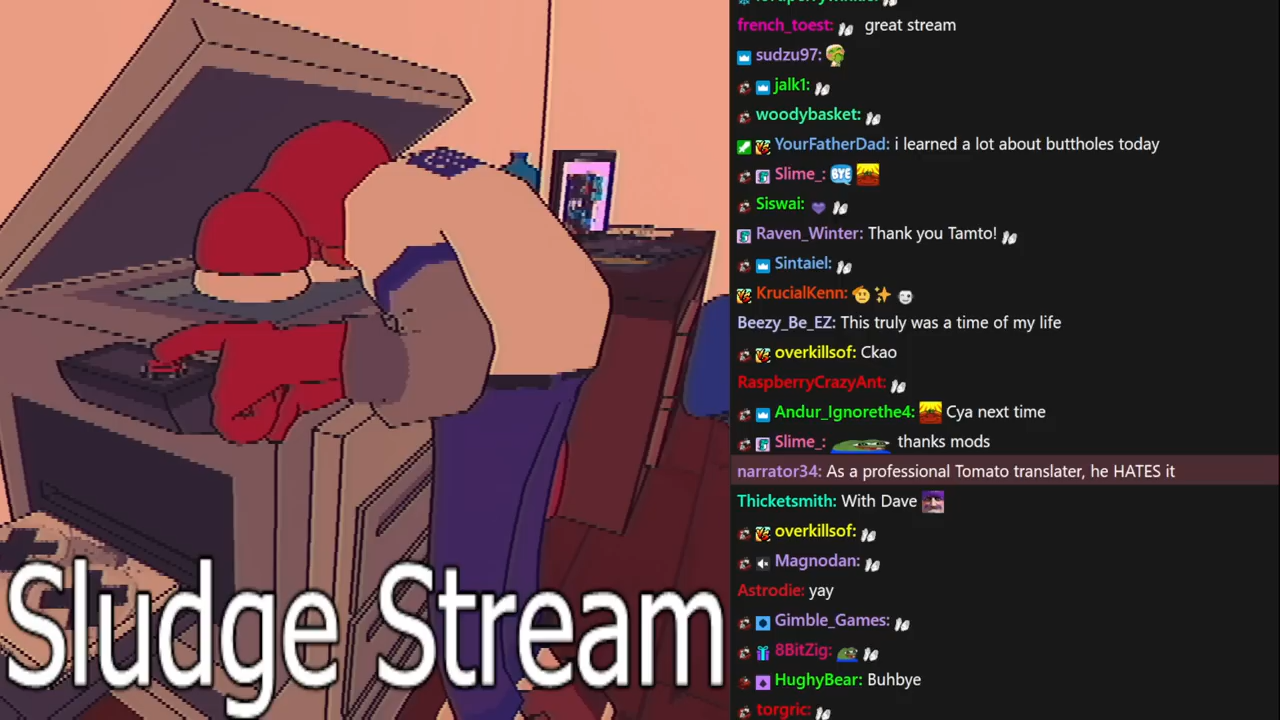 french_toest: great stream
sudzu97:
jalk1:
woodybasket:
YourFatherDad: i learned a lot about buttholes today
Slime_: BYE
Siswai:
Raven_Winter: Thank you Tamto!
Sintaiel:
KrucialKenn:
Beezy_Be_EZ: This truly was a time of my life
overkillsof: Ckao
RaspberryCrazyAnt:
Andur_Ignorethe4: Cya next time
Slime_: thanks mods
narrator34: As a professional Tomato translater, he HATES it
Thicketsmith: With Dave
overkillsof:
Magnodan:
Astrodie: yay
Gimble_Games:
8BitZig:
HughyBear: Buhbye
torgric:
Sludge Stream